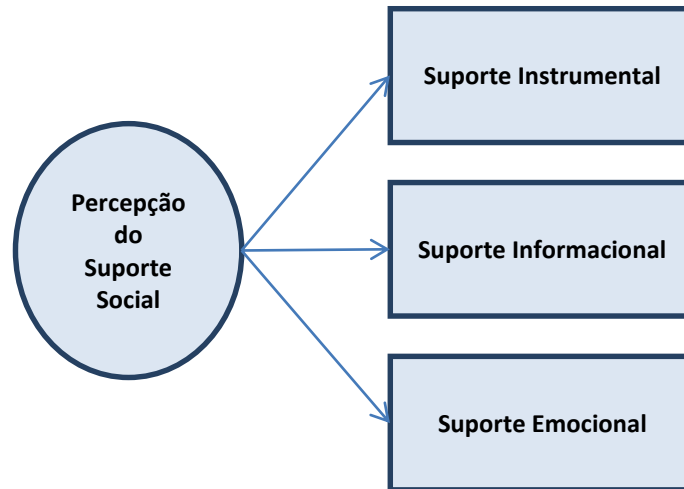 Suporte Instrumental
Percepção
do
Suporte
Social
Suporte Informacional
Suporte Emocional